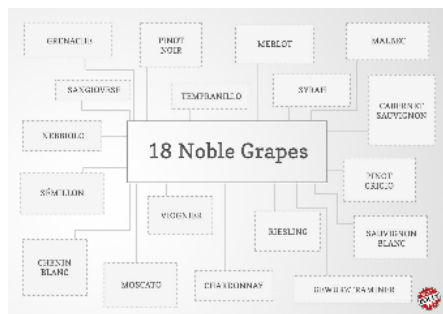 GRENACHE
PINOT
NOIR
MERLOT
MALBEC
SANGIOVESE
TEMPRANILLO
SYRAH
CABERNET
SAUVIGNON
NEBBIOLO
18 Noble Grapes
SÉMILLON
PINOT
GRIGIO
VIOGNIER
RIESLING
SAUVIGNON
BLANC
CHENIN
BLANC
MOSCATO
CHARDONNAY
GEWÜRZTRAMINER